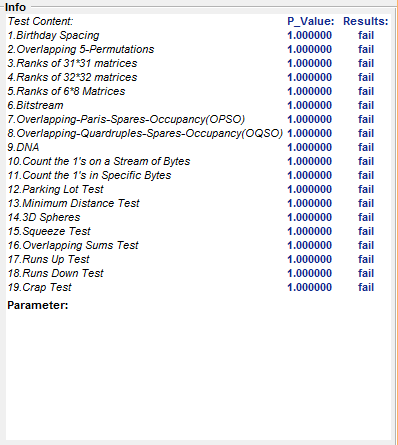 Info
Test Content: P_Value: Results:
1.Birthday Spacing 1.000000 fail
2.Overlapping 5-Permutations 1.000000 fail
3.Ranks of 31*31 matrices 1.000000 fail
4.Ranks of 32*32 matrices 1.000000 fail
5.Ranks of 6*8 Matrices 1.000000 fail
6.Bitstream 1.000000 fail
7.Overlapping-Paris-Spares-Occupancy(OPSO) 1.000000 fail
8.Overlapping-Quardruples-Spares-Occupancy(OQSO) 1.000000 fail
9.DNA 1.000000 fail
10.Count the 1's on a Stream of Bytes 1.000000 fail
11.Count the 1's in Specific Bytes 1.000000 fail
12.Parking Lot Test 1.000000 fail
13.Minimum Distance Test 1.000000 fail
14.3D Spheres 1.000000 fail
15.Squeeze Test 1.000000 fail
16.Overlapping Sums Test 1.000000 fail
17.Runs Up Test 1.000000 fail
18.Runs Down Test 1.000000 fail
19.Crap Test 1.000000 fail
Parameter: